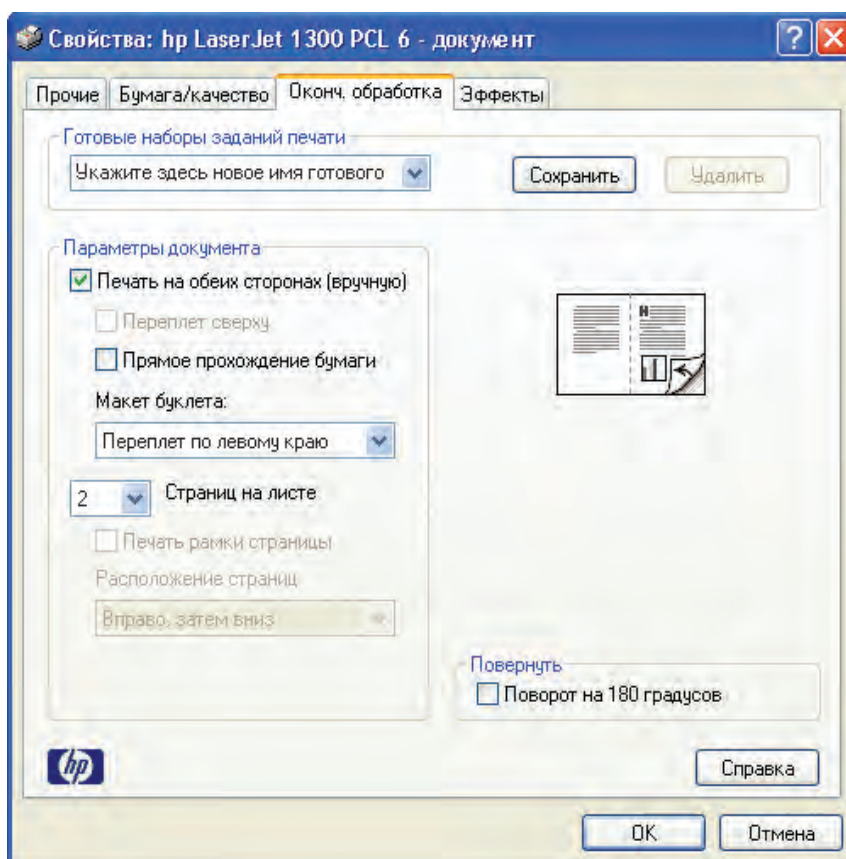 Свойства: hp LaserJet 1300 PCL 6 - документ
Прочие Бумага/качество Оконч. обработка Эффекты
Готовые наборы заданий печати
Укажите здесь новое имя готового
Сохранить
Удалить
Параметры документа
Печать на обеих сторонах (вручную)
Переплет сверху
Прямое прохождение бумаги
Макет буклета:
Переплет по левому краю
2 Страниц на листе
Печать рамки страницы
Расположение страниц
Вправо, затем вниз
Повернуть
Поворот на 180 градусов
hp
Справка
OK
Отмена